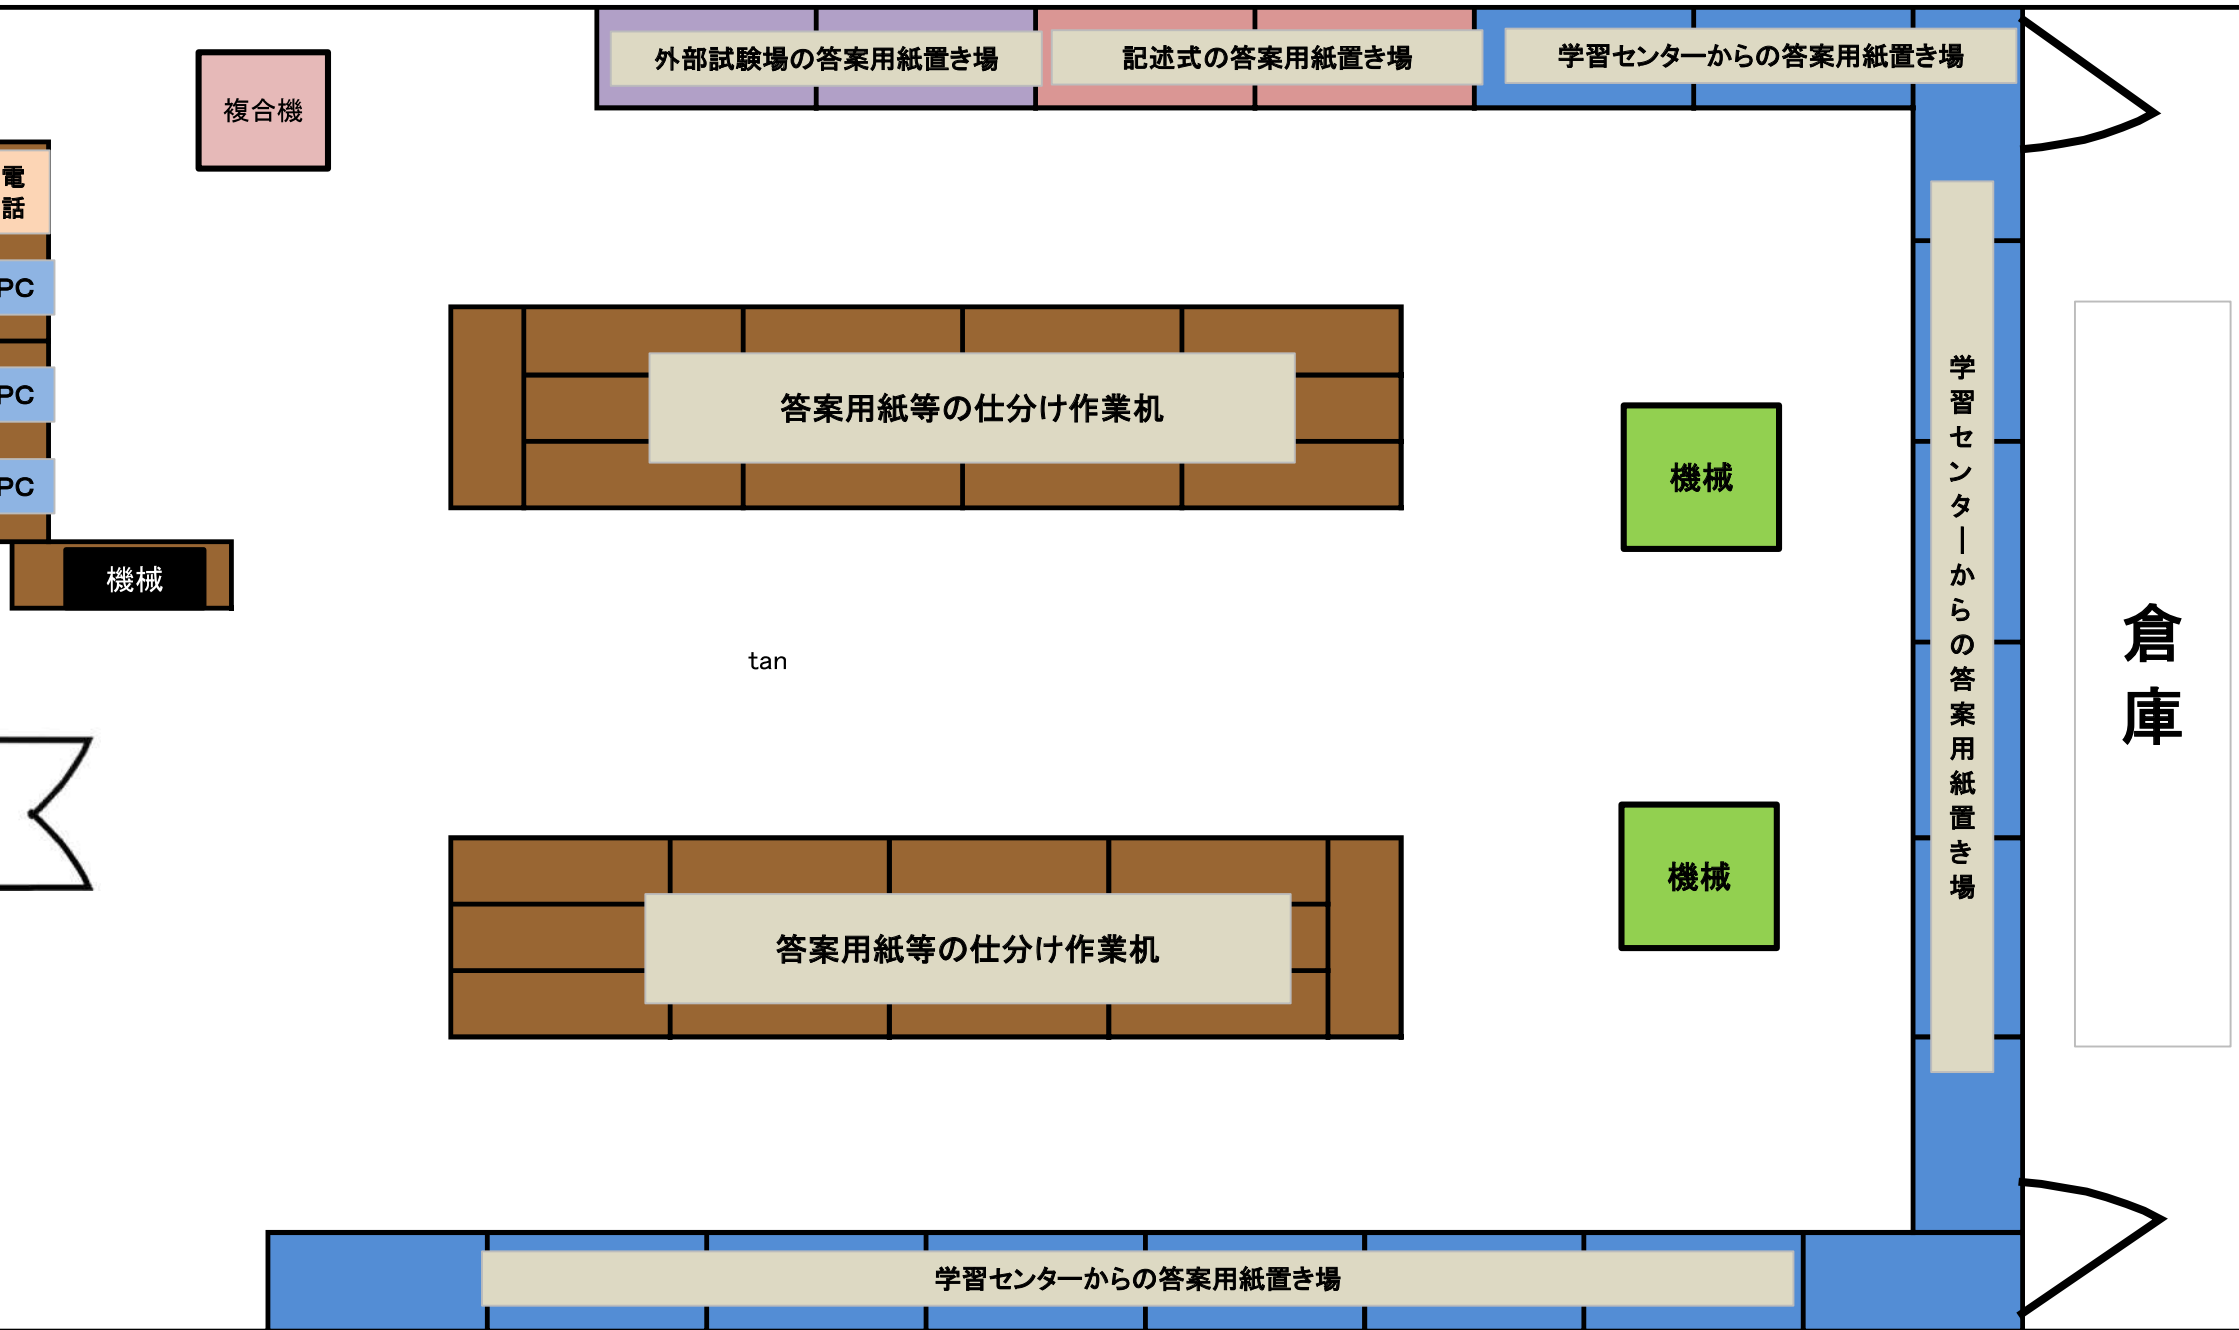 外部試験場の答案用紙置き場
記述式の答案用紙置き場
学習センターからの答案用紙置き場
複合機
電話
PC
PC
PC
機械
答案用紙等の仕分け作業机
機械
学習センターからの答案用紙置き場
倉庫
tan
機械
答案用紙等の仕分け作業机
学習センターからの答案用紙置き場